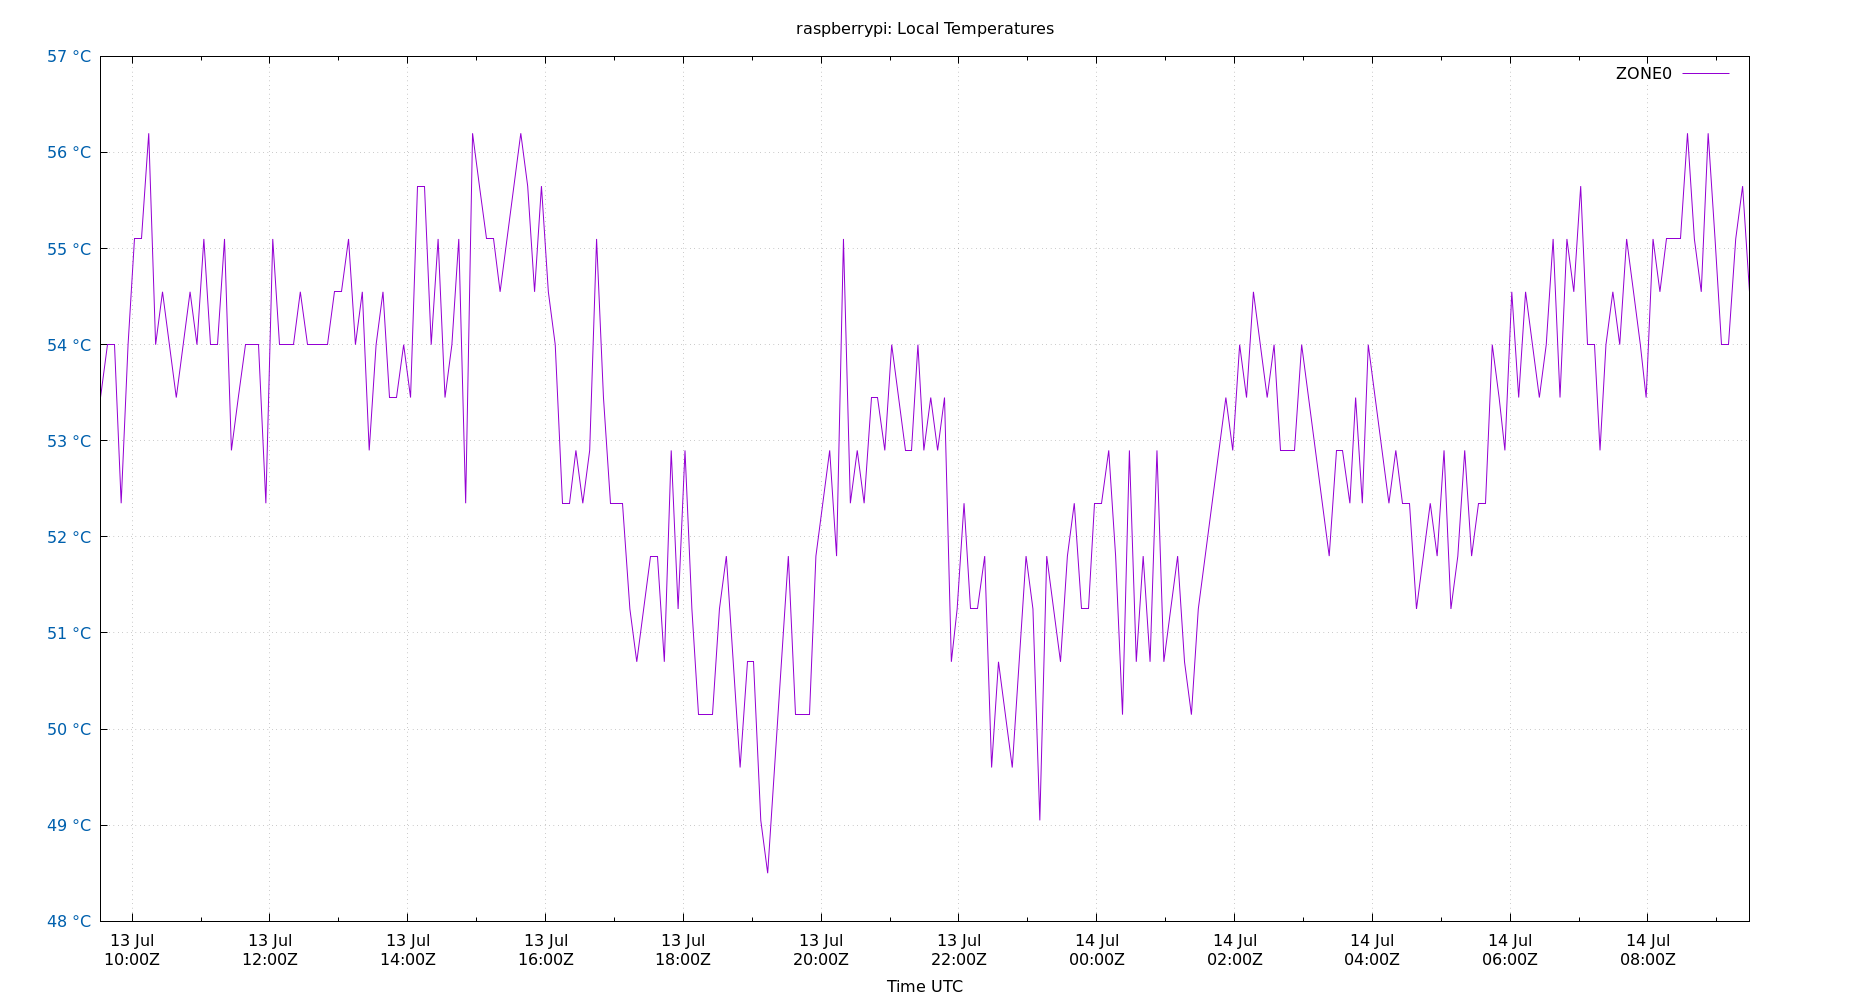 raspberrypi: Local Temperatures
57 °C
ZONE0
56 °C
55 °C
54 °C
53 °C
52 °C
51 °C
50 °C
49 °C
48 °C
13 Jul 13 Jul 13 Jul 13 Jul 13 Jul 13 Jul 13 Jul 14 Jul 14 Jul 14 Jul 14 Jul 14 Jul
10:00Z 12:00Z 14:00Z 16:00Z 18:00Z 20:00Z 22:00Z 00:00Z 02:00Z 04:00Z 06:00Z 08:00Z
Time UTC